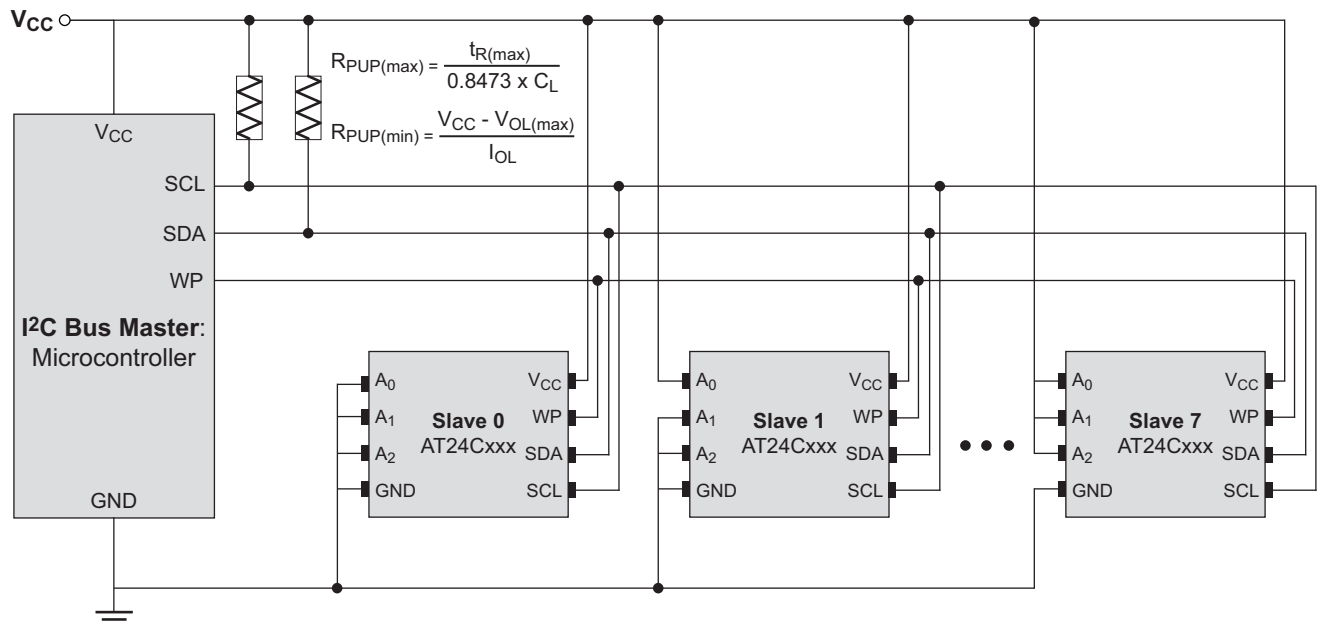 VCC
RPUP(max) = tR(max) / 0.8473 x CL
RPUP(min) = VCC - VOL(max) / IOL
VCC
SCL
SDA
WP
I²C Bus Master:
Microcontroller
GND
A0
A1
A2
GND
Slave 0
AT24Cxxx
VCC
WP
SDA
SCL
A0
A1
A2
GND
Slave 1
AT24Cxxx
VCC
WP
SDA
SCL
A0
A1
A2
GND
Slave 7
AT24Cxxx
VCC
WP
SDA
SCL